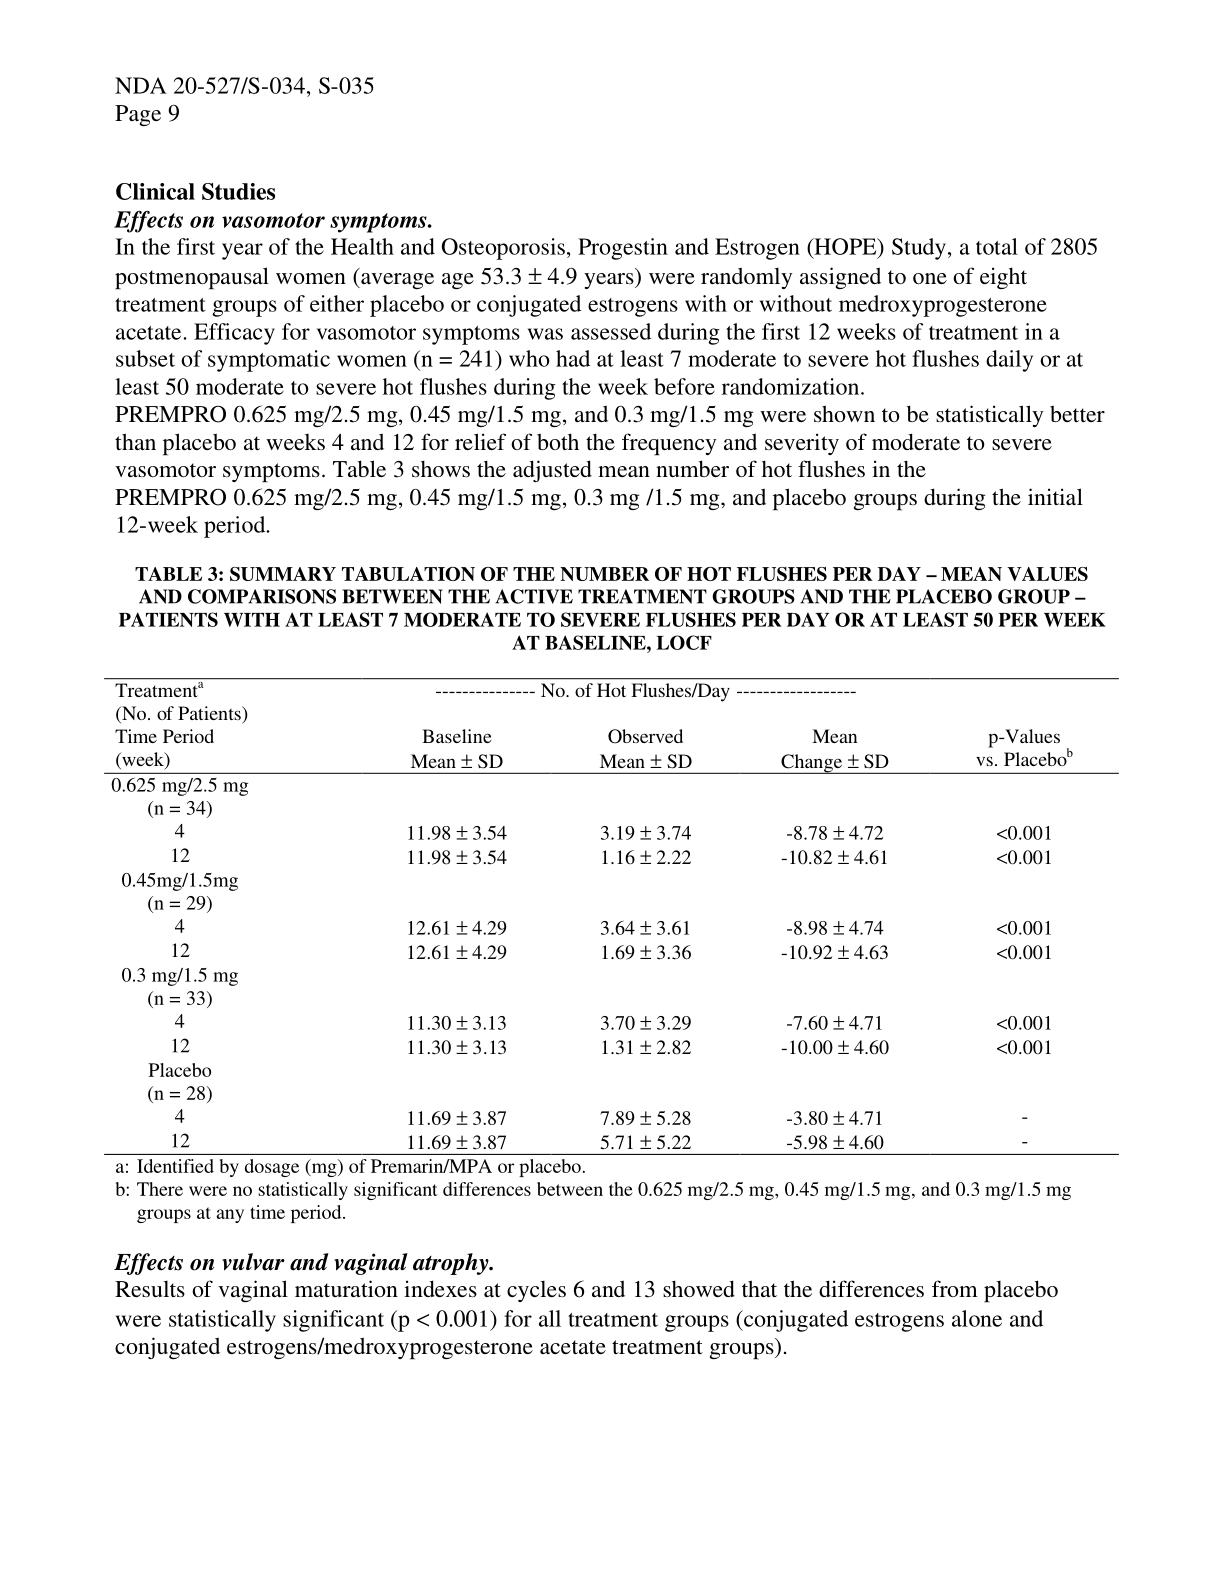 NDA 20-527/S-034, S-035
Page 9
Clinical Studies
Effects on vasomotor symptoms.
In the first year of the Health and Osteoporosis, Progestin and Estrogen (HOPE) Study, a total of 2805
postmenopausal women (average age 53.3 ± 4.9 years) were randomly assigned to one of eight
treatment groups of either placebo or conjugated estrogens with or without medroxyprogesterone
acetate. Efficacy for vasomotor symptoms was assessed during the first 12 weeks of treatment in a
subset of symptomatic women (n = 241) who had at least 7 moderate to severe hot flushes daily or at
least 50 moderate to severe hot flushes during the week before randomization.
PREMPRO 0.625 mg/2.5 mg, 0.45 mg/1.5 mg, and 0.3 mg/1.5 mg were shown to be statistically better
than placebo at weeks 4 and 12 for relief of both the frequency and severity of moderate to severe
vasomotor symptoms. Table 3 shows the adjusted mean number of hot flushes in the
PREMPRO 0.625 mg/2.5 mg, 0.45 mg/1.5 mg, 0.3 mg /1.5 mg, and placebo groups during the initial
12-week period.
TABLE 3: SUMMARY TABULATION OF THE NUMBER OF HOT FLUSHES PER DAY – MEAN VALUES
AND COMPARISONS BETWEEN THE ACTIVE TREATMENT GROUPS AND THE PLACEBO GROUP –
PATIENTS WITH AT LEAST 7 MODERATE TO SEVERE FLUSHES PER DAY OR AT LEAST 50 PER WEEK
AT BASELINE, LOCF
Treatmentᵃ --------------- No. of Hot Flushes/Day ------------------
(No. of Patients)
Time Period Baseline Observed Mean p-Values
(week) Mean ± SD Mean ± SD Change ± SD vs. Placeboᵇ
0.625 mg/2.5 mg
(n = 34)
4 11.98 ± 3.54 3.19 ± 3.74 -8.78 ± 4.72 <0.001
12 11.98 ± 3.54 1.16 ± 2.22 -10.82 ± 4.61 <0.001
0.45mg/1.5mg
(n = 29)
4 12.61 ± 4.29 3.64 ± 3.61 -8.98 ± 4.74 <0.001
12 12.61 ± 4.29 1.69 ± 3.36 -10.92 ± 4.63 <0.001
0.3 mg/1.5 mg
(n = 33)
4 11.30 ± 3.13 3.70 ± 3.29 -7.60 ± 4.71 <0.001
12 11.30 ± 3.13 1.31 ± 2.82 -10.00 ± 4.60 <0.001
Placebo
(n = 28)
4 11.69 ± 3.87 7.89 ± 5.28 -3.80 ± 4.71 -
12 11.69 ± 3.87 5.71 ± 5.22 -5.98 ± 4.60 -
a: Identified by dosage (mg) of Premarin/MPA or placebo.
b: There were no statistically significant differences between the 0.625 mg/2.5 mg, 0.45 mg/1.5 mg, and 0.3 mg/1.5 mg
groups at any time period.
Effects on vulvar and vaginal atrophy.
Results of vaginal maturation indexes at cycles 6 and 13 showed that the differences from placebo
were statistically significant (p < 0.001) for all treatment groups (conjugated estrogens alone and
conjugated estrogens/medroxyprogesterone acetate treatment groups).